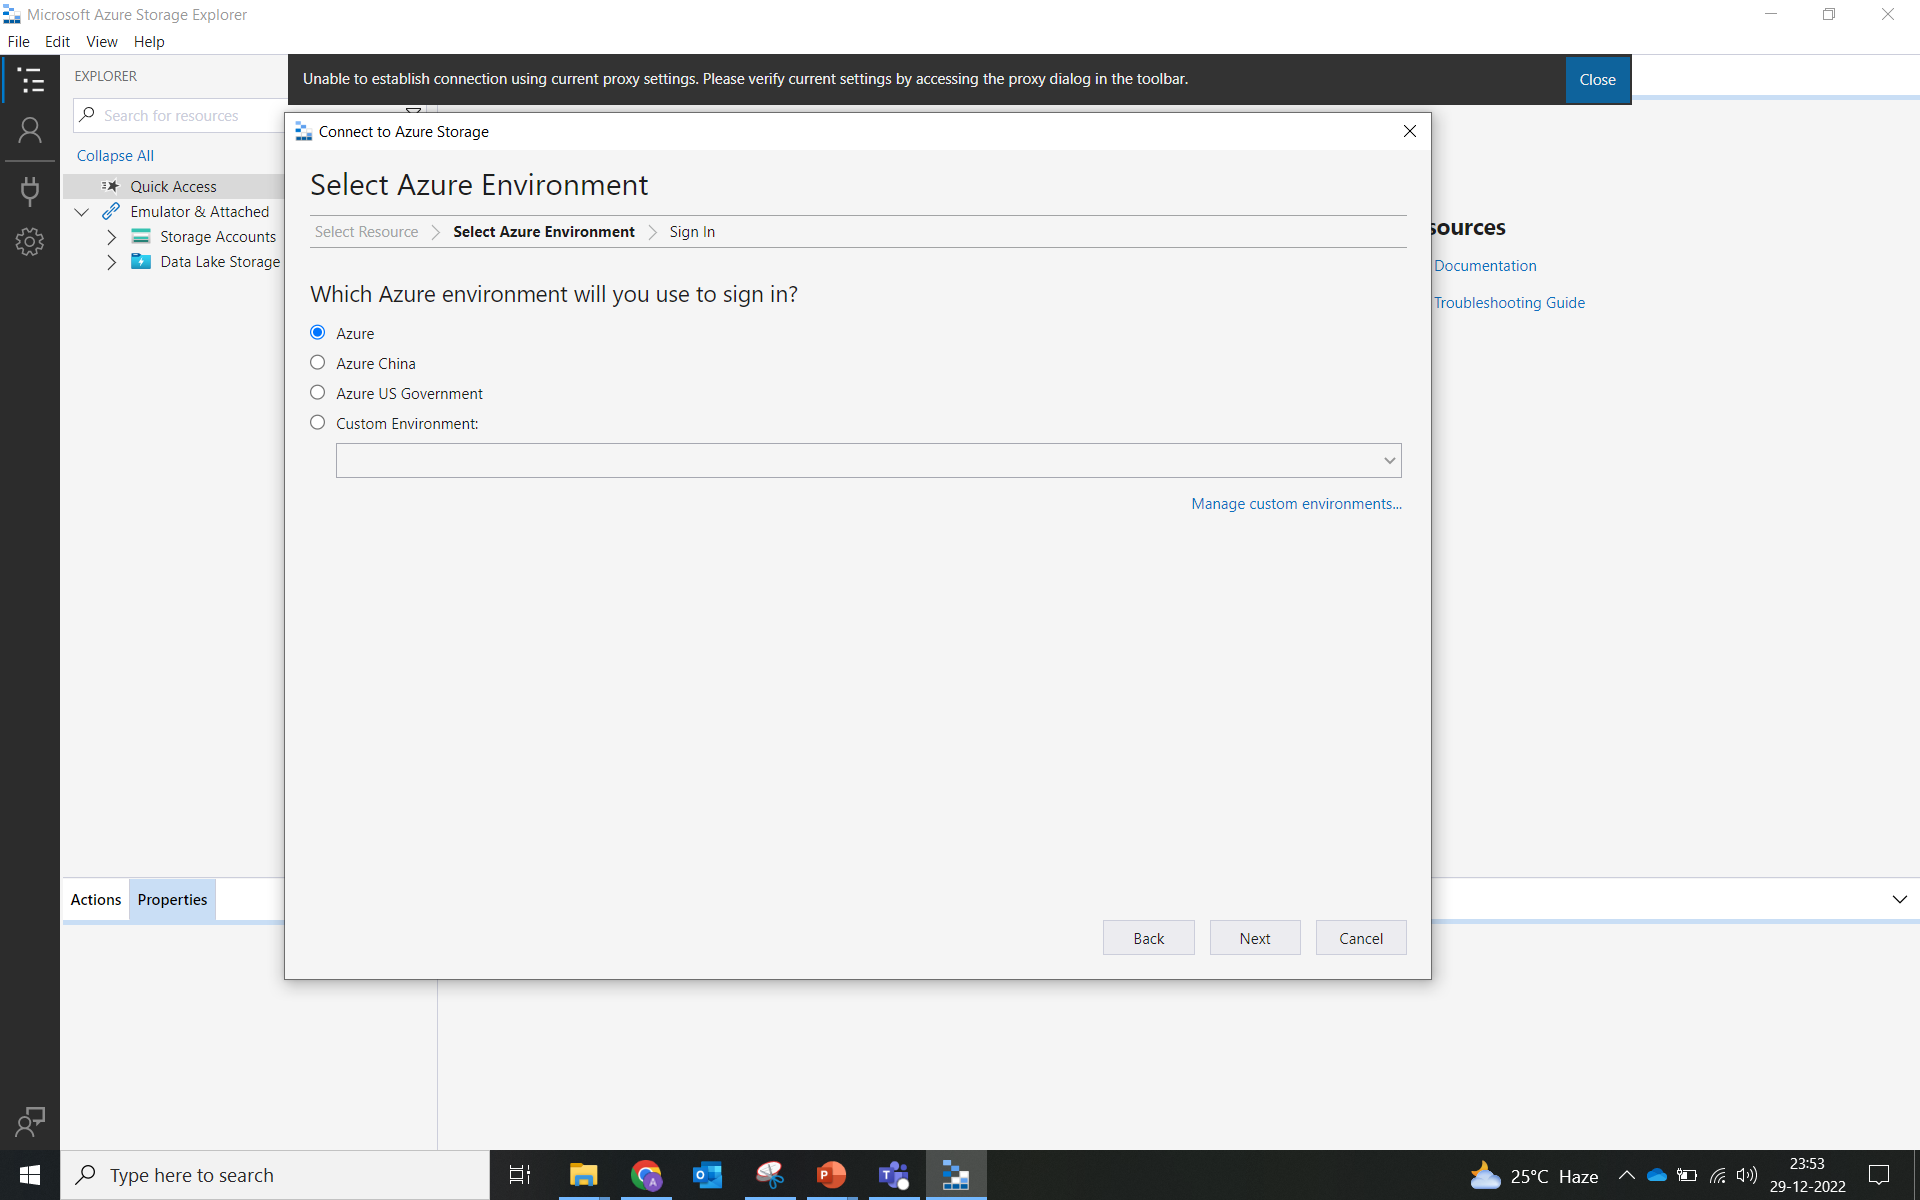 Microsoft Azure Storage Explorer
File Edit View Help
EXPLORER
Unable to establish connection using current proxy settings. Please verify current settings by accessing the proxy dialog in the toolbar.
Close
Search for resources
Collapse All
Quick Access
Emulator & Attached
Storage Accounts
Data Lake Storage
Connect to Azure Storage
Select Azure Environment
Select Resource Select Azure Environment Sign In
Which Azure environment will you use to sign in?
Azure
Azure China
Azure US Government
Custom Environment:
Manage custom environments...
Back Next Cancel
sources
Documentation
Troubleshooting Guide
Actions Properties
Type here to search
25°C Haze
23:53
29-12-2022